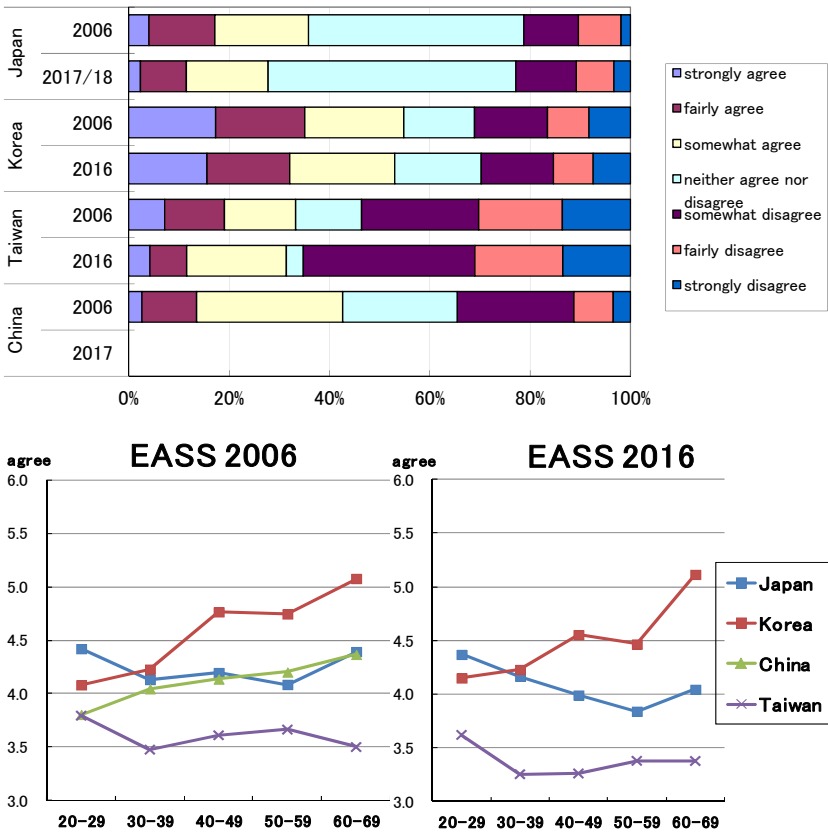 Japan
2006
2017/18
Korea
2006
2016
Taiwan
2006
2016
China
2006
2017
0%
20%
40%
60%
80%
100%
strongly agree
fairly agree
somewhat agree
neither agree nor
disagree
somewhat disagree
fairly disagree
strongly disagree
agree
EASS 2006
6.0
5.5
5.0
4.5
4.0
3.5
3.0
20-29
30-39
40-49
50-59
60-69
agree
EASS 2016
6.0
5.5
5.0
4.5
4.0
3.5
3.0
20-29
30-39
40-49
50-59
60-69
Japan
Korea
China
Taiwan